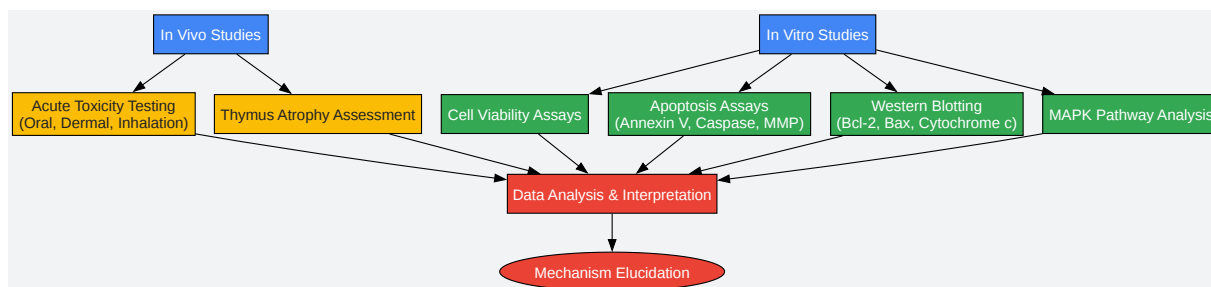 In Vivo Studies
In Vitro Studies
Acute Toxicity Testing
(Oral, Dermal, Inhalation)
Thymus Atrophy Assessment
Cell Viability Assays
Apoptosis Assays
(Annexin V, Caspase, MMP)
Western Blotting
(Bcl-2, Bax, Cytochrome c)
MAPK Pathway Analysis
Data Analysis & Interpretation
Mechanism Elucidation